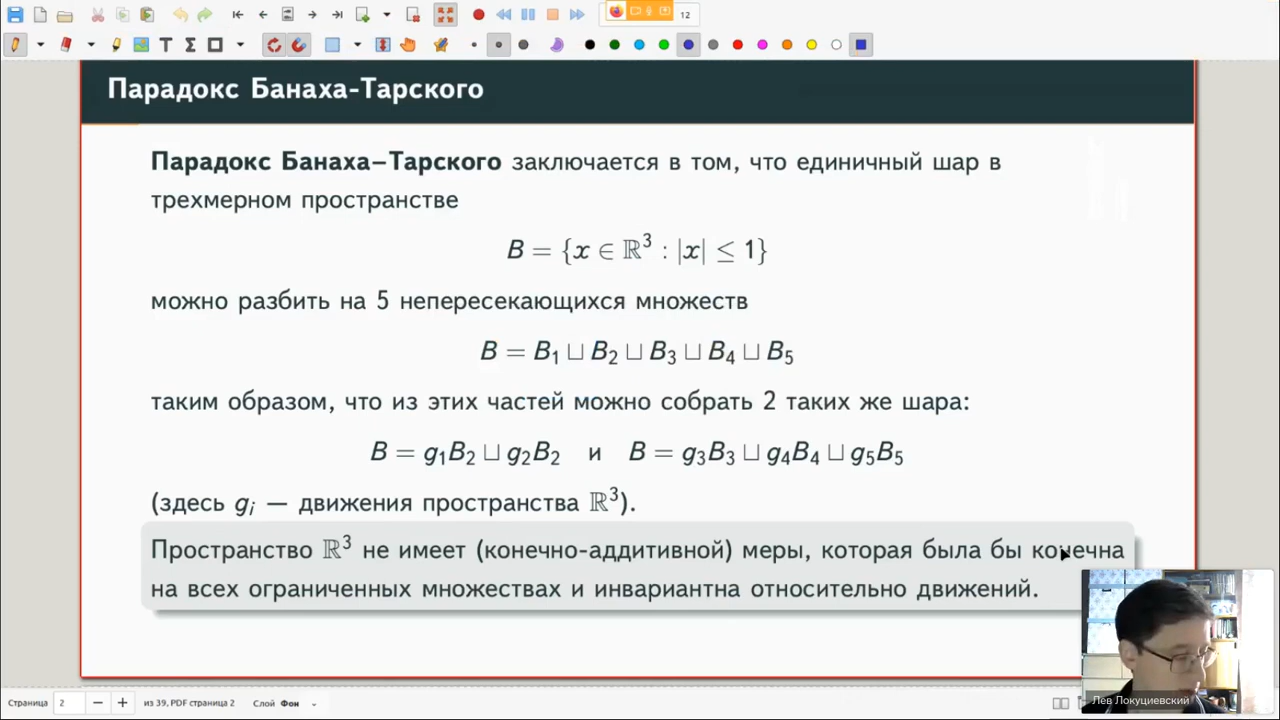 12
Парадокс Банаха-Тарского
Парадокс Банаха–Тарского заключается в том, что единичный шар в
трехмерном пространстве
B = {x ∈ ℝ³ : |x| ≤ 1}
можно разбить на 5 непересекающихся множеств
B = B₁ ⊔ B₂ ⊔ B₃ ⊔ B₄ ⊔ B₅
таким образом, что из этих частей можно собрать 2 таких же шара:
B = g₁B₂ ⊔ g₂B₂ и B = g₃B₃ ⊔ g₄B₄ ⊔ g₅B₅
(здесь gᵢ — движения пространства ℝ³).
Пространство ℝ³ не имеет (конечно-аддитивной) меры, которая была бы конечна
на всех ограниченных множествах и инвариантна относительно движений.
Лев Локуциевский
Страница 2 из 39, PDF страница 2 Слой Фон